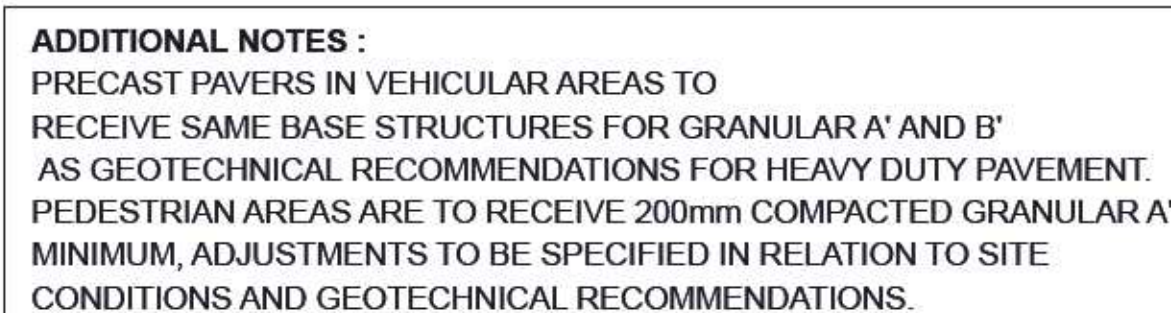 ADDITIONAL NOTES :
PRECAST PAVERS IN VEHICULAR AREAS TO
RECEIVE SAME BASE STRUCTURES FOR GRANULAR A' AND B'
AS GEOTECHNICAL RECOMMENDATIONS FOR HEAVY DUTY PAVEMENT.
PEDESTRIAN AREAS ARE TO RECEIVE 200mm COMPACTED GRANULAR A'
MINIMUM, ADJUSTMENTS TO BE SPECIFIED IN RELATION TO SITE
CONDITIONS AND GEOTECHNICAL RECOMMENDATIONS.